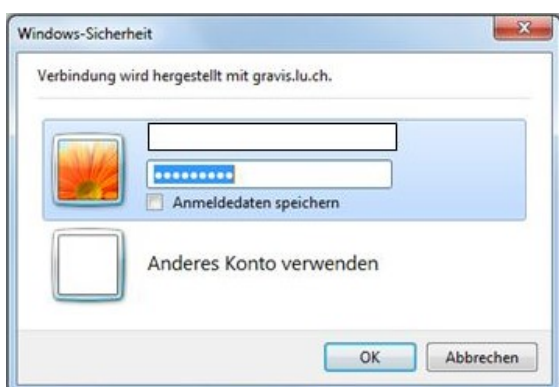 Windows-Sicherheit
Verbindung wird hergestellt mit gravis.lu.ch.
Anmeldedaten speichern
Anderes Konto verwenden
OK
Abbrechen